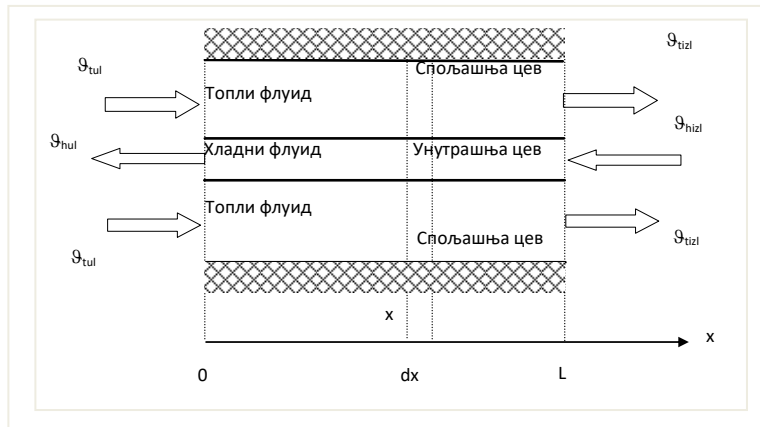 ϑtizl
Спољашња цев
ϑtul
Топли флуид
ϑhul
ϑhizl
Хладни флуид
Унутрашња цев
Топли флуид
Спољашња цев
ϑtizl
ϑtul
x
x
0
dx
L